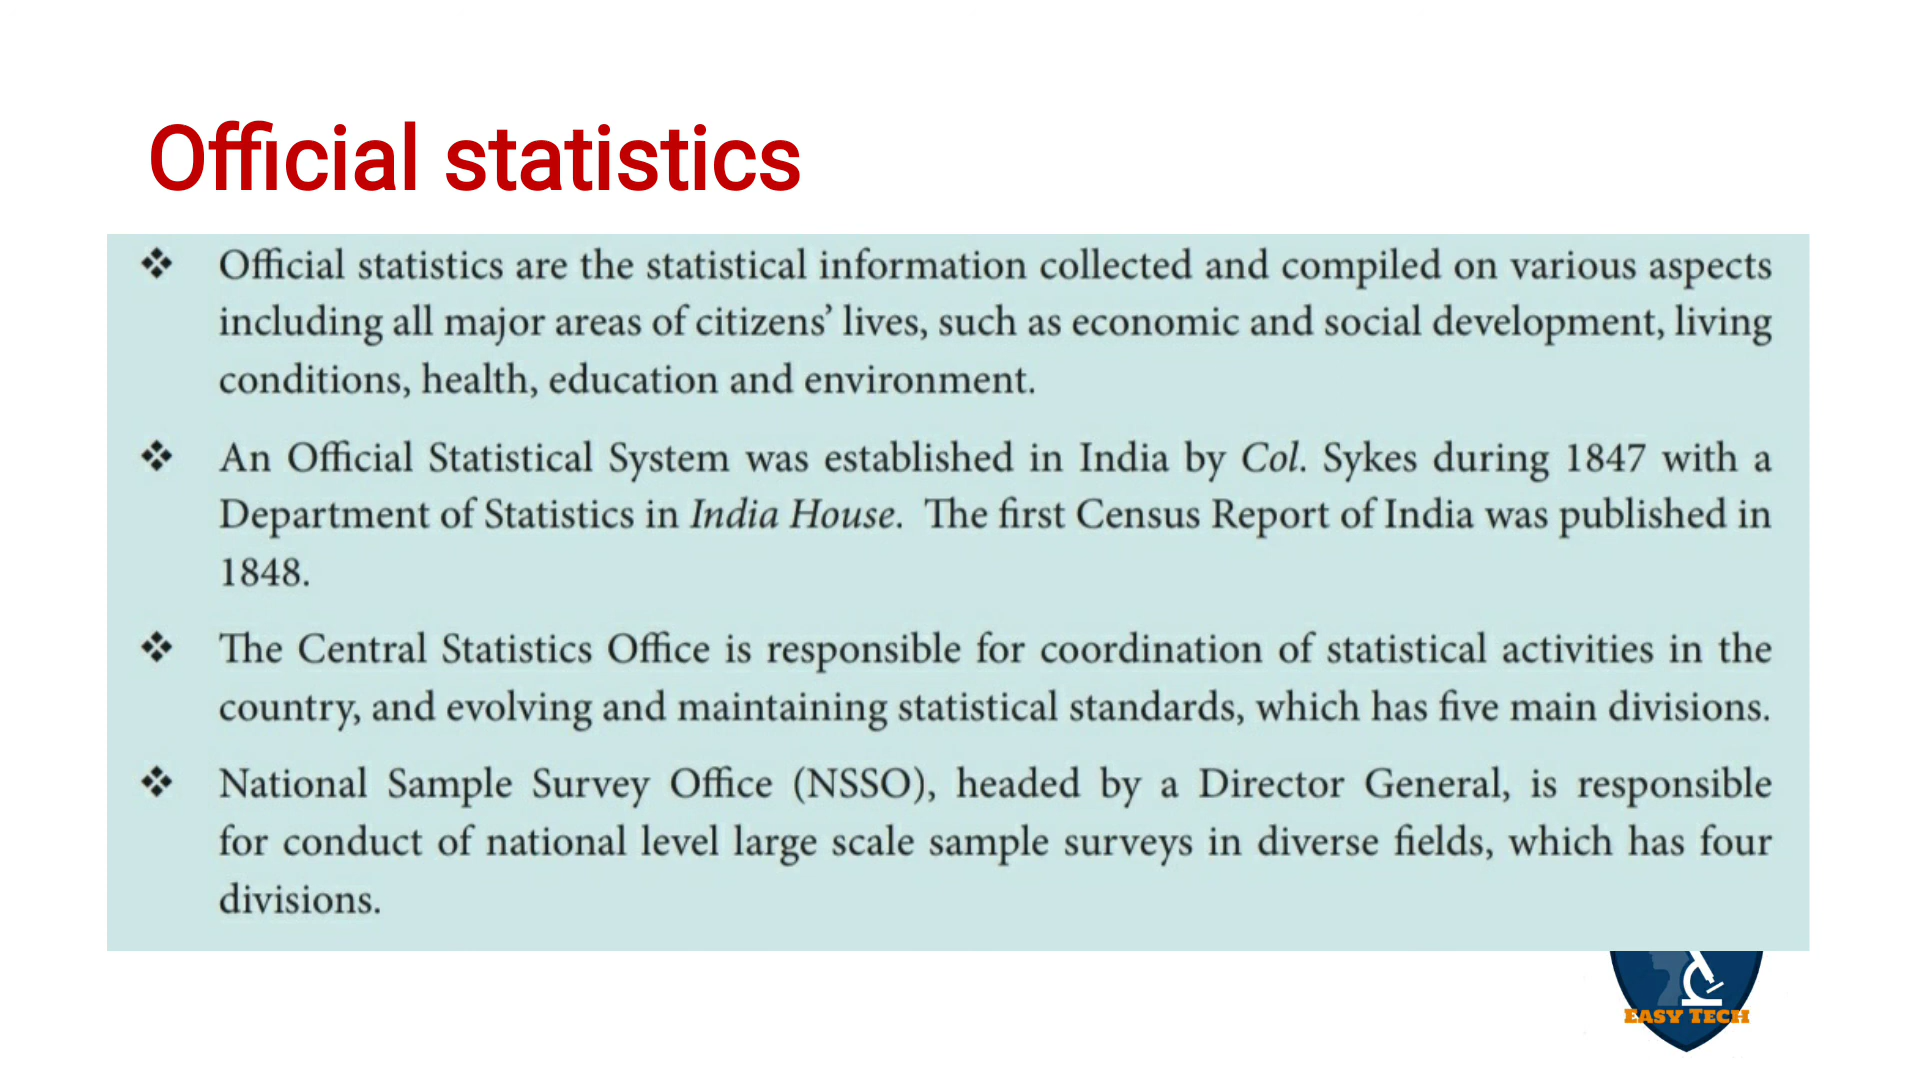 Official statistics
❖ Official statistics are the statistical information collected and compiled on various aspects
including all major areas of citizens’ lives, such as economic and social development, living
conditions, health, education and environment.
❖ An Official Statistical System was established in India by Col. Sykes during 1847 with a
Department of Statistics in India House. The first Census Report of India was published in
1848.
❖ The Central Statistics Office is responsible for coordination of statistical activities in the
country, and evolving and maintaining statistical standards, which has five main divisions.
❖ National Sample Survey Office (NSSO), headed by a Director General, is responsible
for conduct of national level large scale sample surveys in diverse fields, which has four
divisions.
EASY TECH